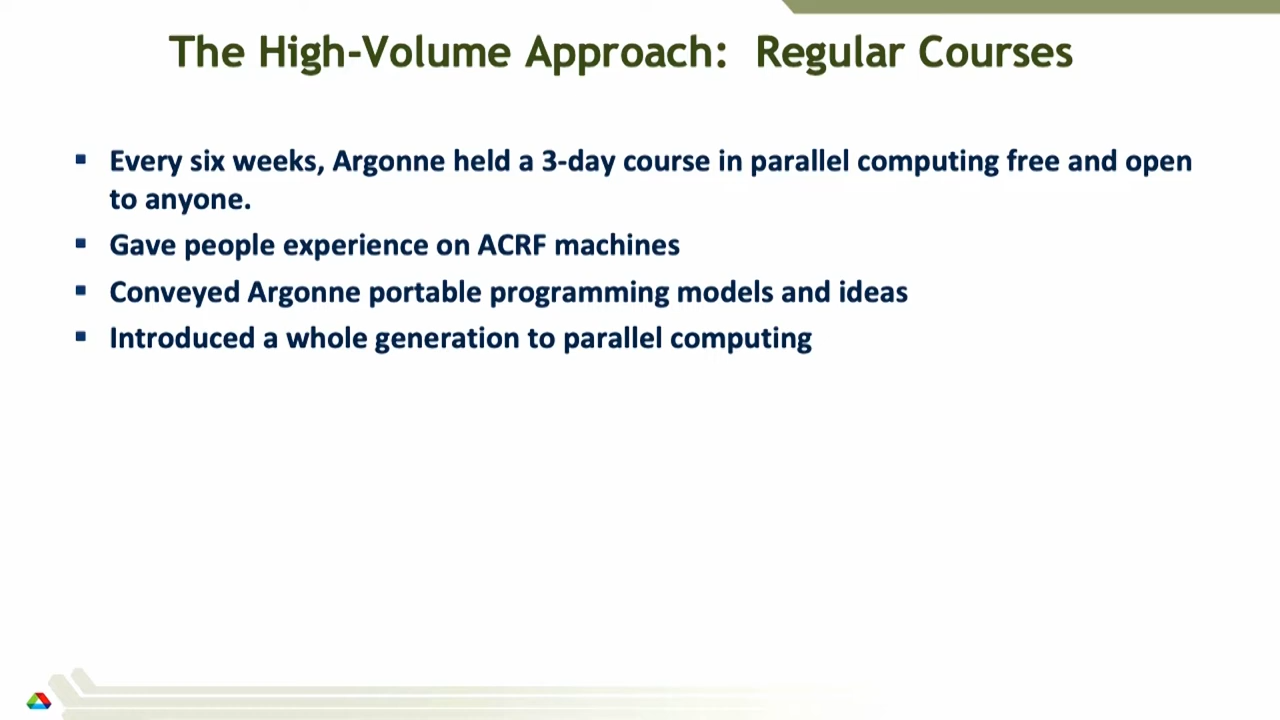 The High-Volume Approach: Regular Courses
▪ Every six weeks, Argonne held a 3-day course in parallel computing free and open
to anyone.
▪ Gave people experience on ACRF machines
▪ Conveyed Argonne portable programming models and ideas
▪ Introduced a whole generation to parallel computing